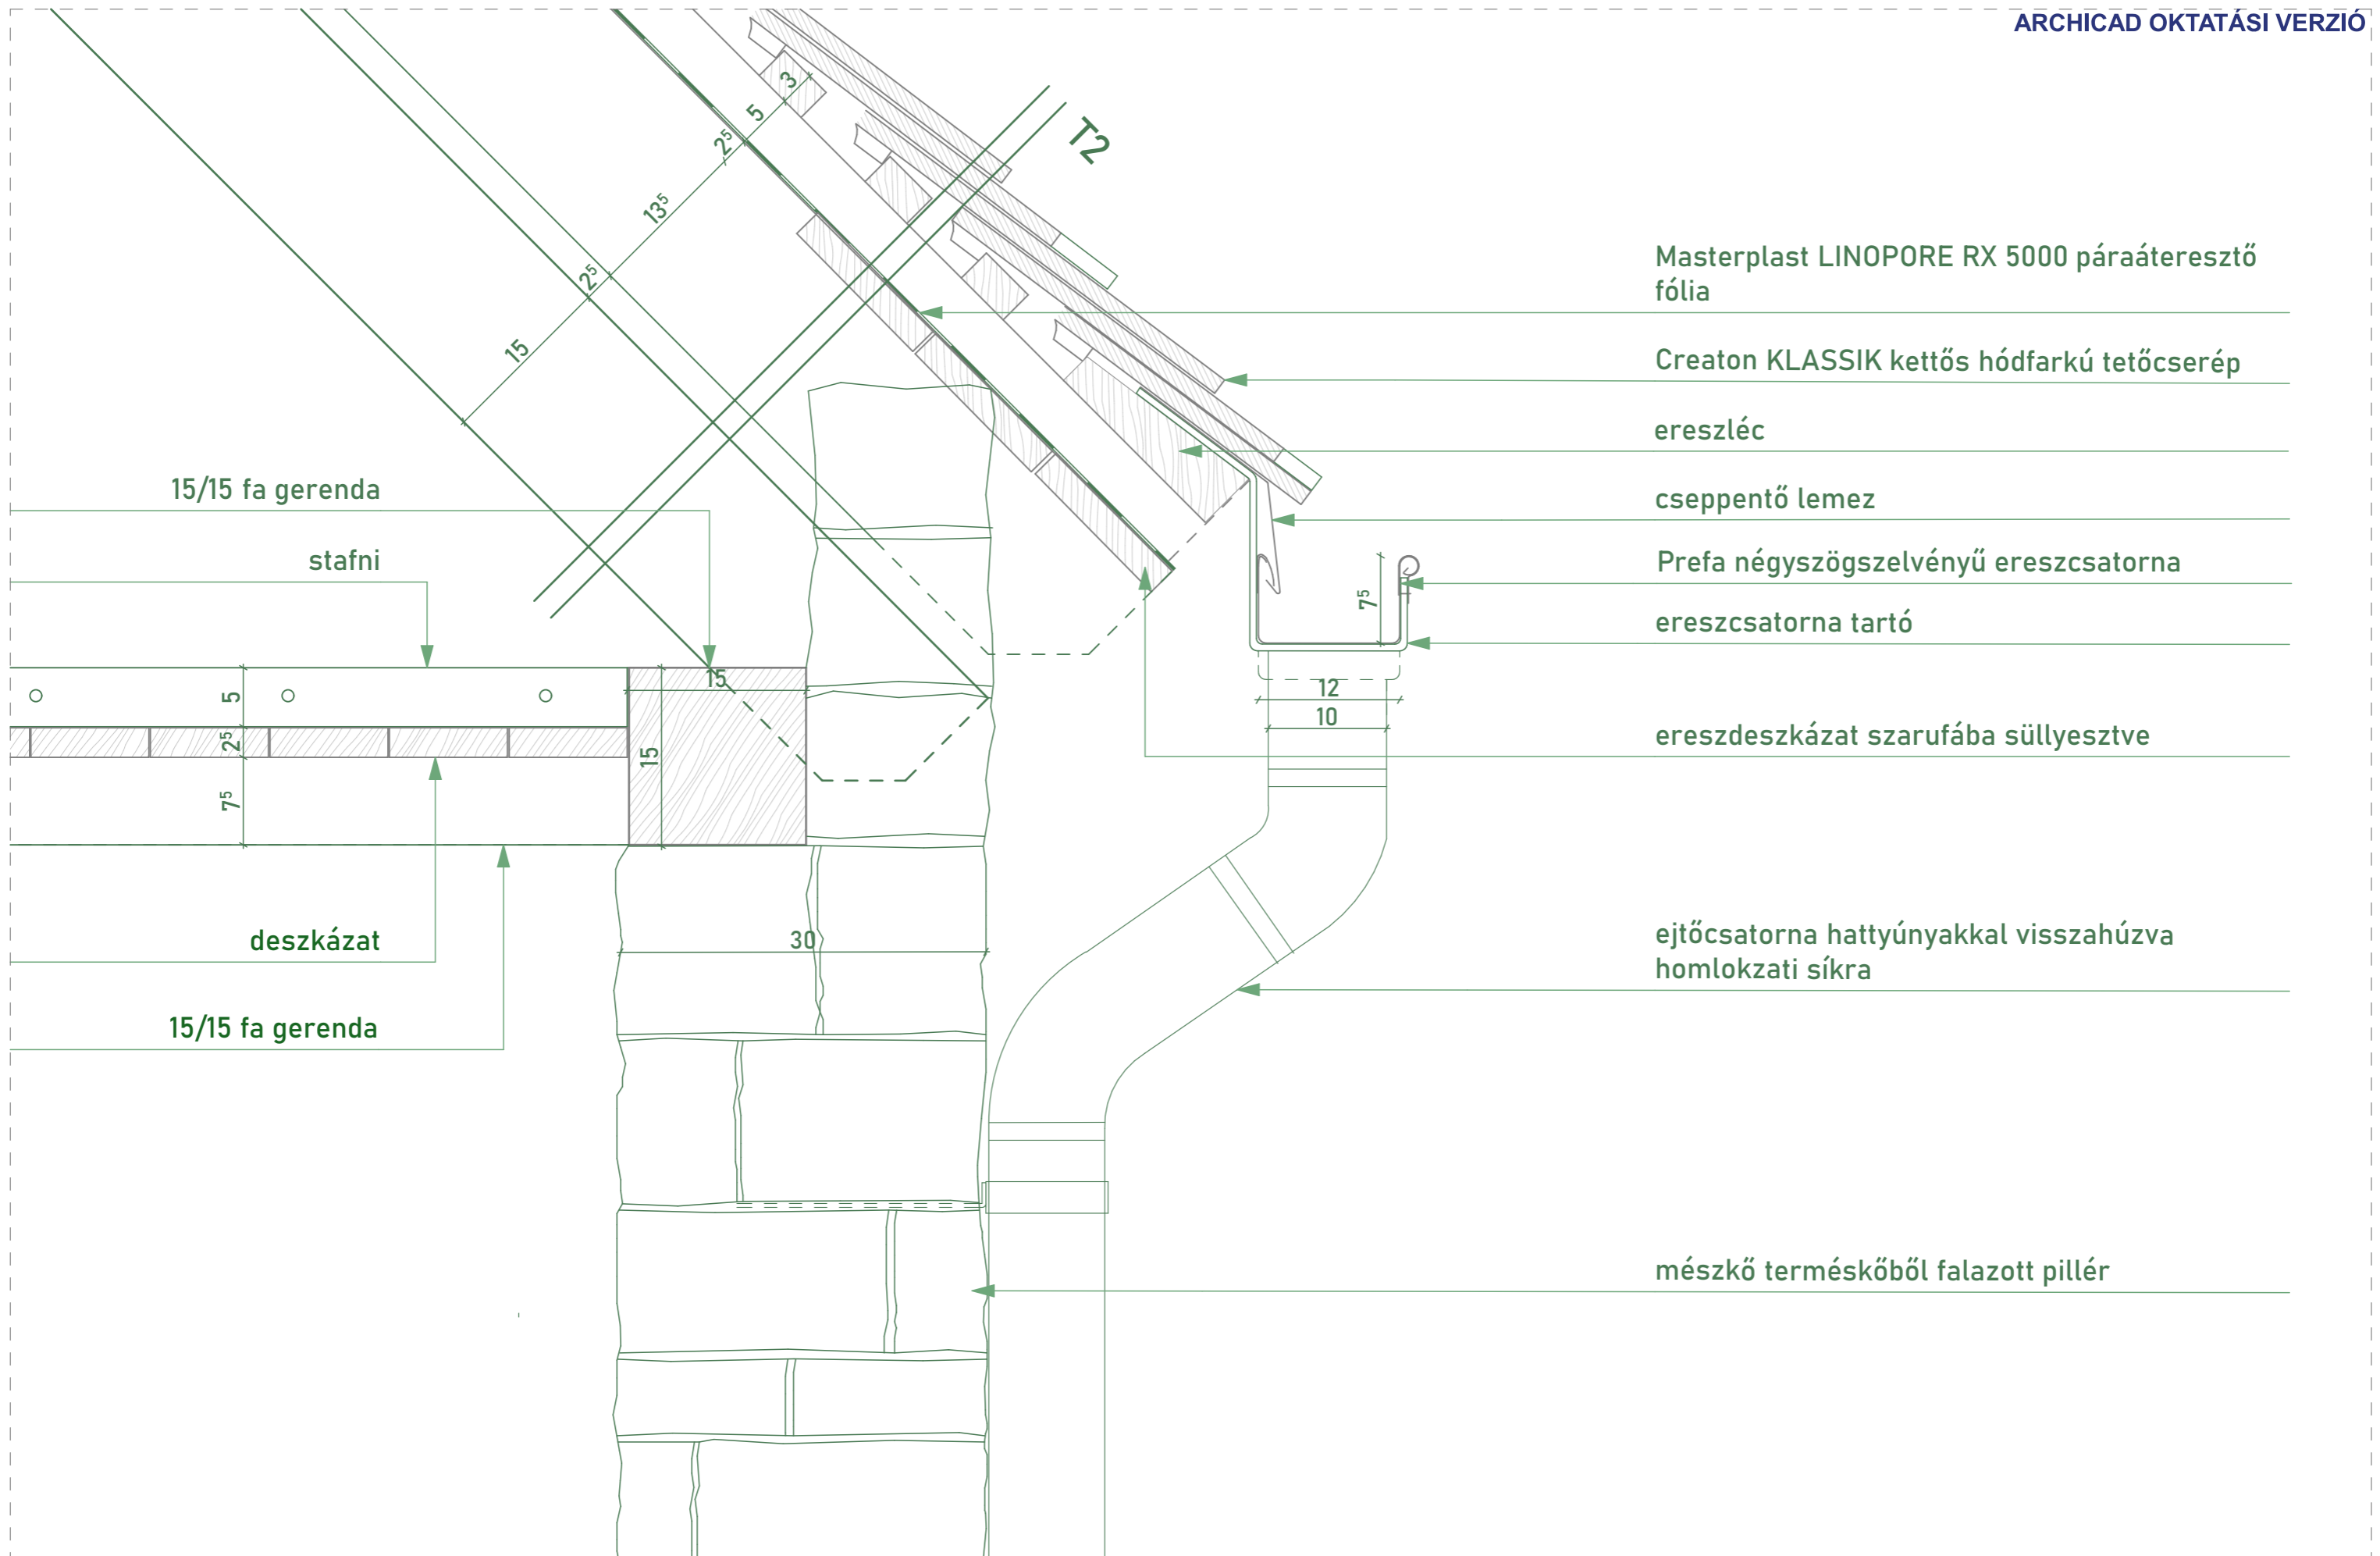 ARCHICAD OKTATÁSI VERZIÓ
3
5
2⁵
T2
13⁵
2⁵
15
Masterplast LINOPORE RX 5000 páraáteresztő
fólia
Creaton KLASSIK kettős hódfarkú tetőcserép
ereszléc
15/15 fa gerenda
cseppentő lemez
stafni
Prefa négyszögszelvényű ereszcsatorna
7⁵
ereszcsatorna tartó
15
12
5
10
2⁵
15
ereszdeszkázat szarufába süllyesztve
7⁵
deszkázat
30
ejtőcsatorna hattyúnyakkal visszahúzva
homlokzati síkra
15/15 fa gerenda
mészkő terméskőből falazott pillér